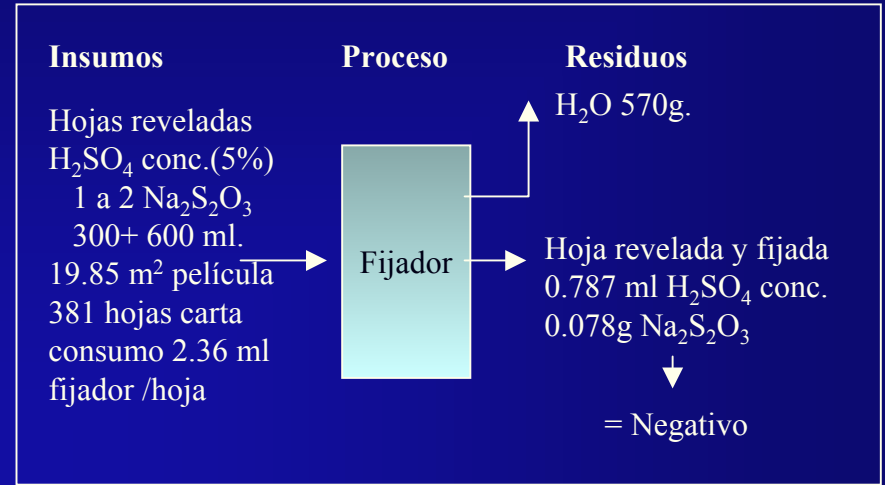 Insumos
Proceso
Residuos
Hojas reveladas
H₂SO₄ conc.(5%)
1 a 2 Na₂S₂O₃
300+ 600 ml.
19.85 m² película
381 hojas carta
consumo 2.36 ml
fijador /hoja
Fijador
H₂O 570g.
Hoja revelada y fijada
0.787 ml H₂SO₄ conc.
0.078g Na₂S₂O₃
= Negativo